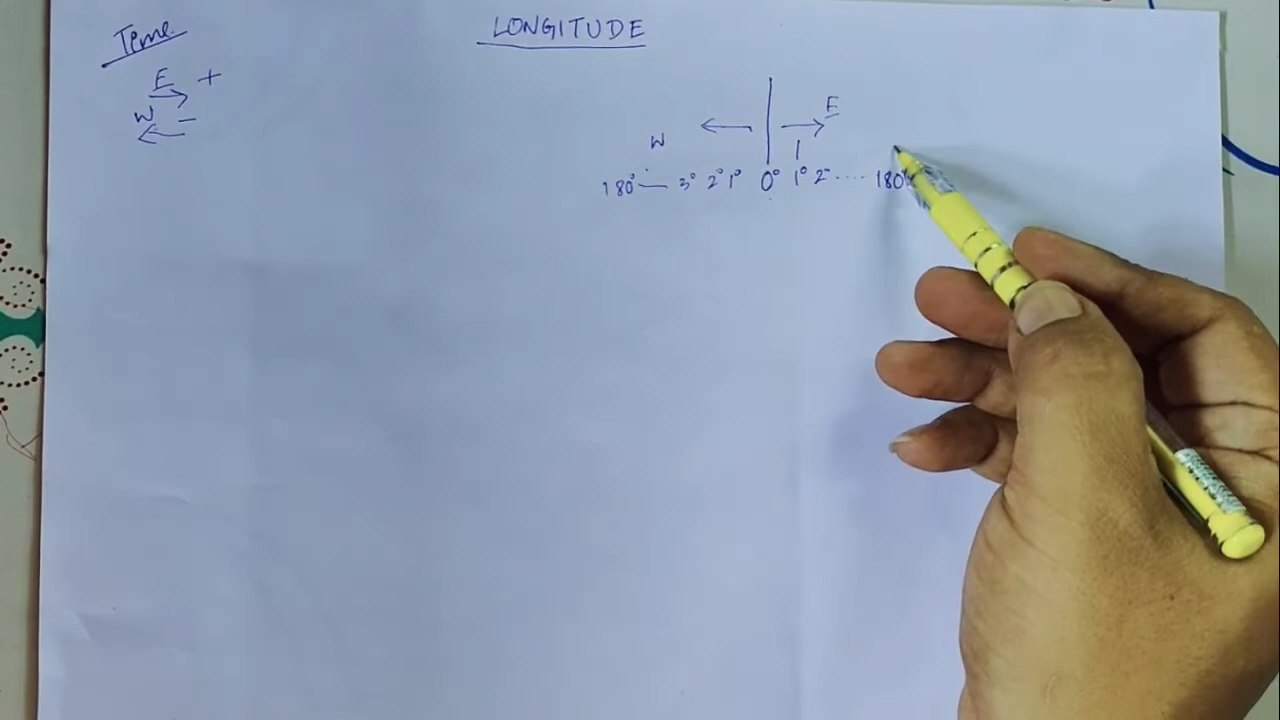 LONGITUDE
Time
E +
W -
E
W
180° — 3° 2° 1° 0° 1° 2° .... 180°